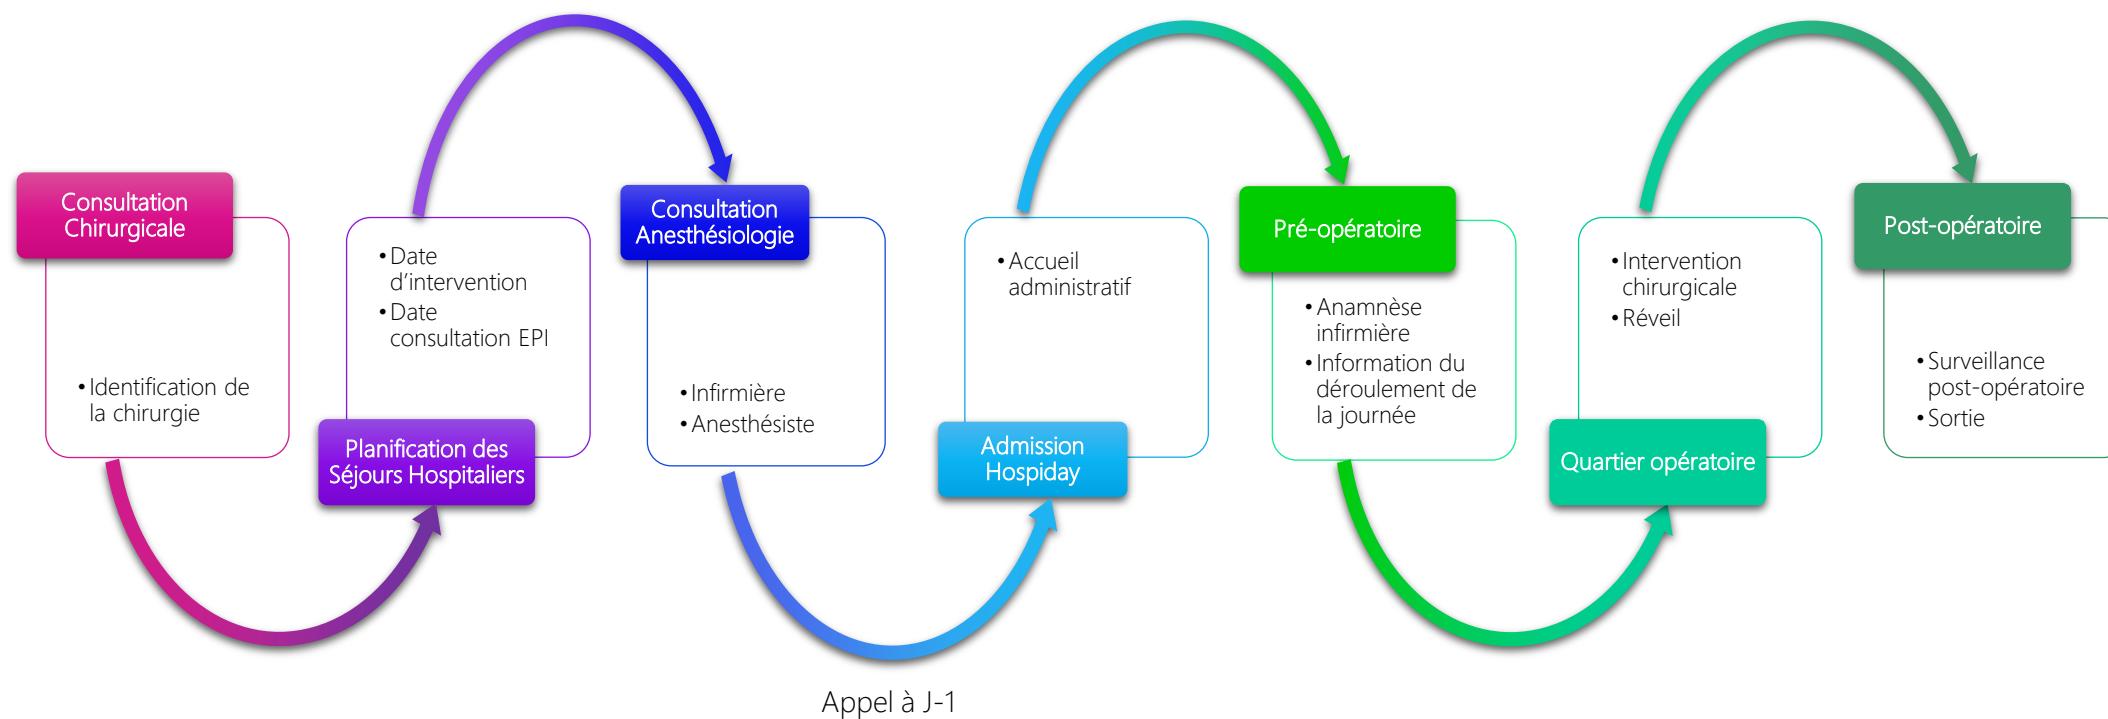 Consultation
Chirurgicale
• Identification de
la chirurgie
• Date
d’intervention
• Date
consultation EPI
Planification des
Séjours Hospitaliers
Consultation
Anesthésiologie
• Infirmière
• Anesthésiste
Appel à J-1
• Accueil
administratif
Admission
Hospiday
Pré-opératoire
• Anamnèse
infirmière
• Information du
déroulement de
la journée
• Intervention
chirurgicale
• Réveil
Quartier opératoire
Post-opératoire
• Surveillance
post-opératoire
• Sortie